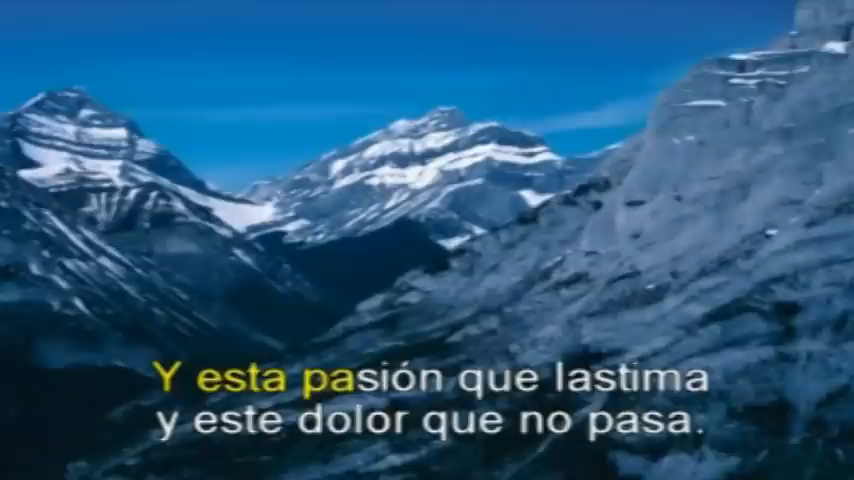 Y esta pasión que lastima
y este dolor que no pasa.